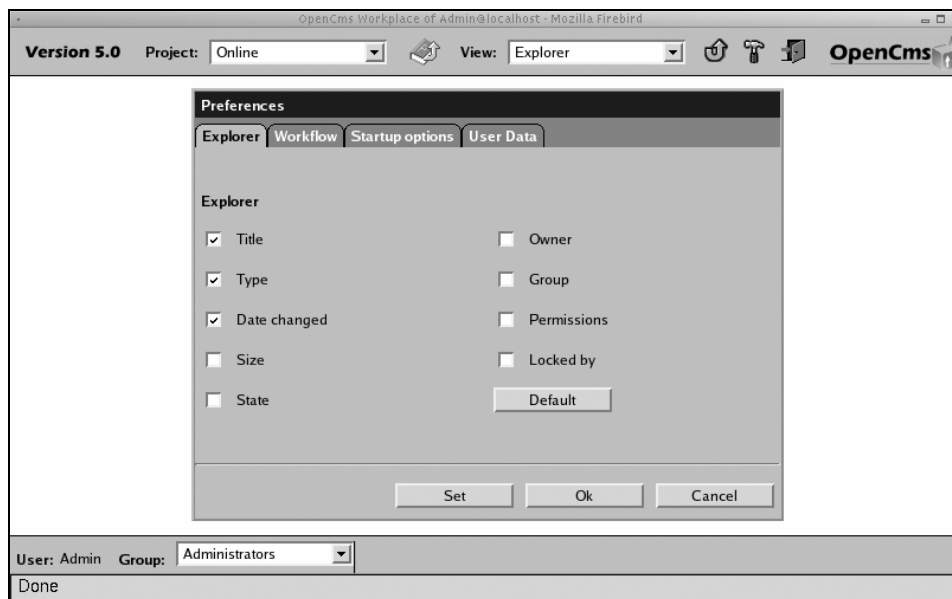 OpenCms Workplace of Admin@localhost - Mozilla Firebird
Version 5.0 Project: Online View: Explorer OpenCms
Preferences
Explorer Workflow Startup options User Data
Explorer
Title Owner
Type Group
Date changed Permissions
Size Locked by
State Default
Set Ok Cancel
User: Admin Group: Administrators
Done